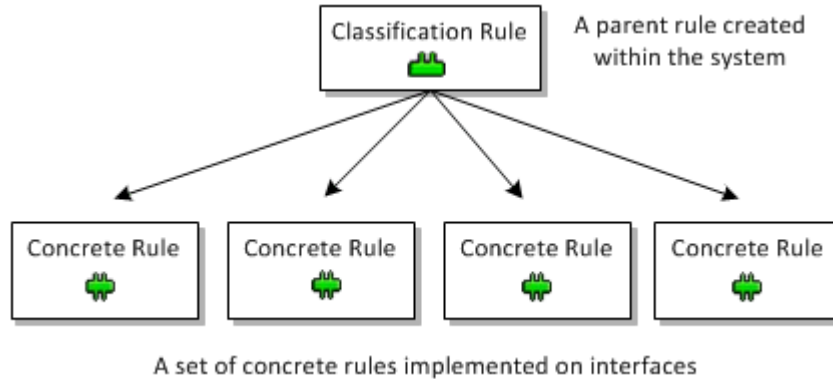 Classification Rule
A parent rule created
within the system
Concrete Rule
Concrete Rule
Concrete Rule
Concrete Rule
A set of concrete rules implemented on interfaces